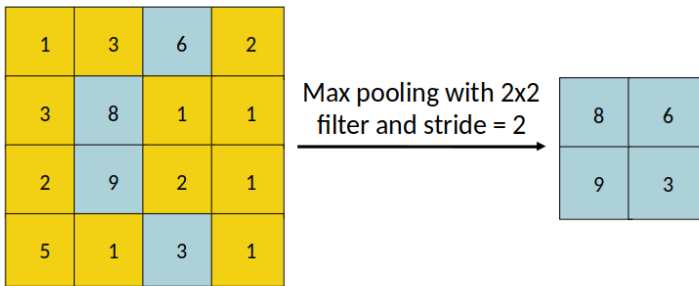 1 3 6 2
3 8 1 1
2 9 2 1
5 1 3 1
Max pooling with 2x2
filter and stride = 2
8 6
9 3